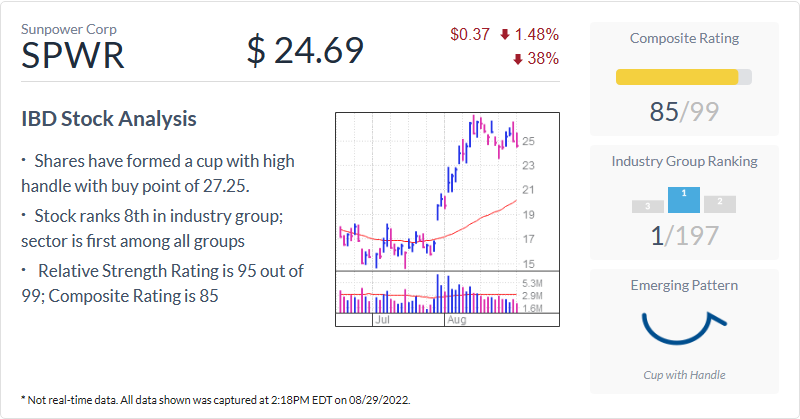 Sunpower Corp
SPWR
$ 24.69
$0.37 1.48%
38%
IBD Stock Analysis
• Shares have formed a cup with high
handle with buy point of 27.25.
• Stock ranks 8th in industry group;
sector is first among all groups
• Relative Strength Rating is 95 out of
99; Composite Rating is 85
25
23
21
19
17
15
5.3M
2.9M
1.6M
Jul Aug
Composite Rating
85/99
Industry Group Ranking
3 1 2
1/197
Emerging Pattern
Cup with Handle
* Not real-time data. All data shown was captured at 2:18PM EDT on 08/29/2022.